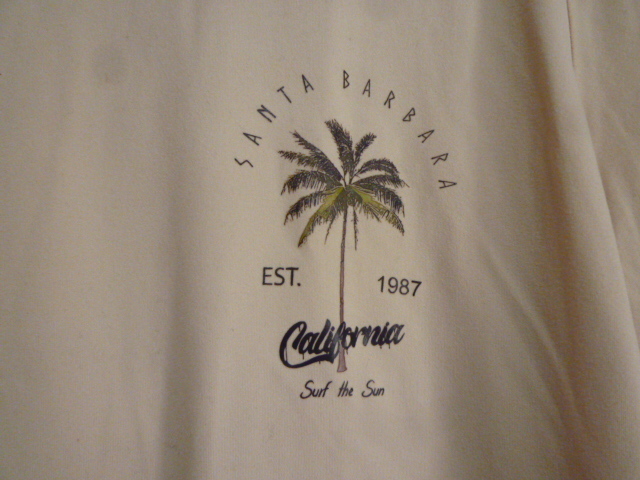 SANTA BARBARA
EST. 1987
California
Surf the Sun